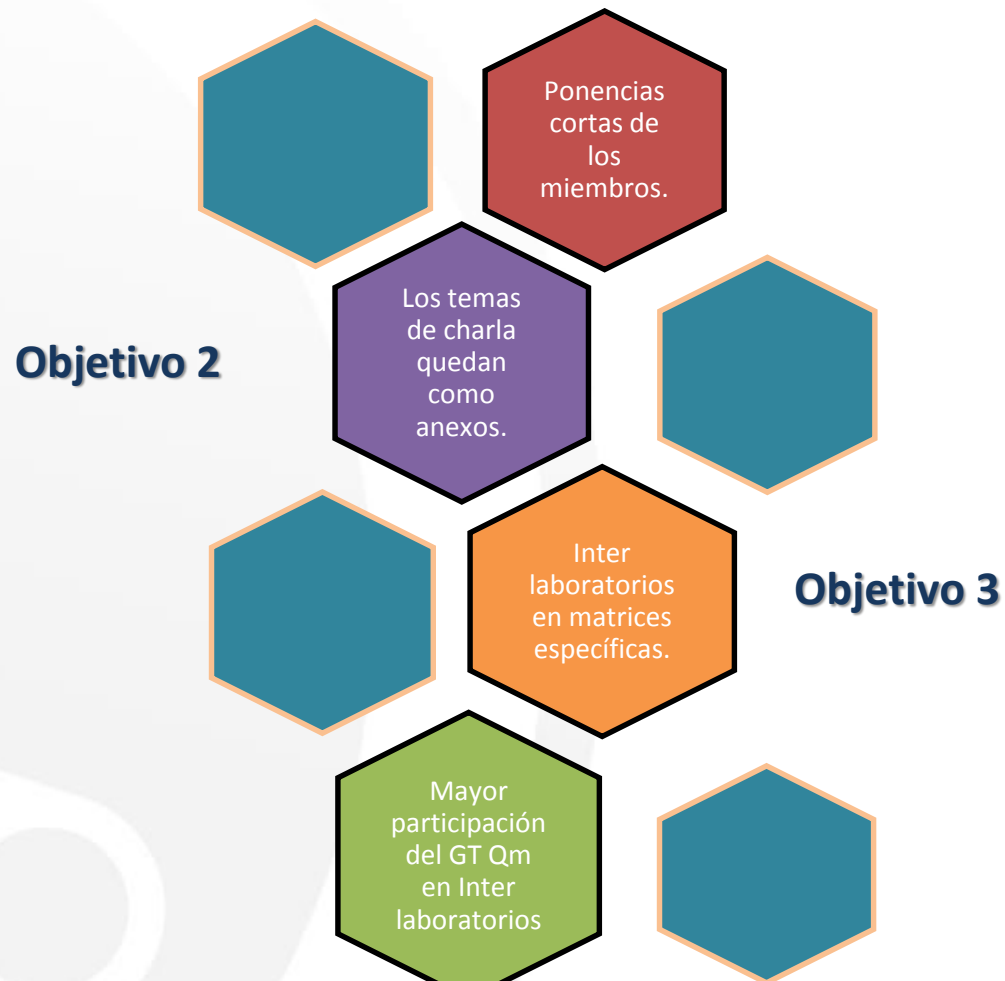 Ponencias
cortas de
los
miembros.
Los temas
de charla
quedan
como
anexos.
Objetivo 2
Inter
laboratorios
en matrices
específicas.
Objetivo 3
Mayor
participación
del GT Qm
en Inter
laboratorios